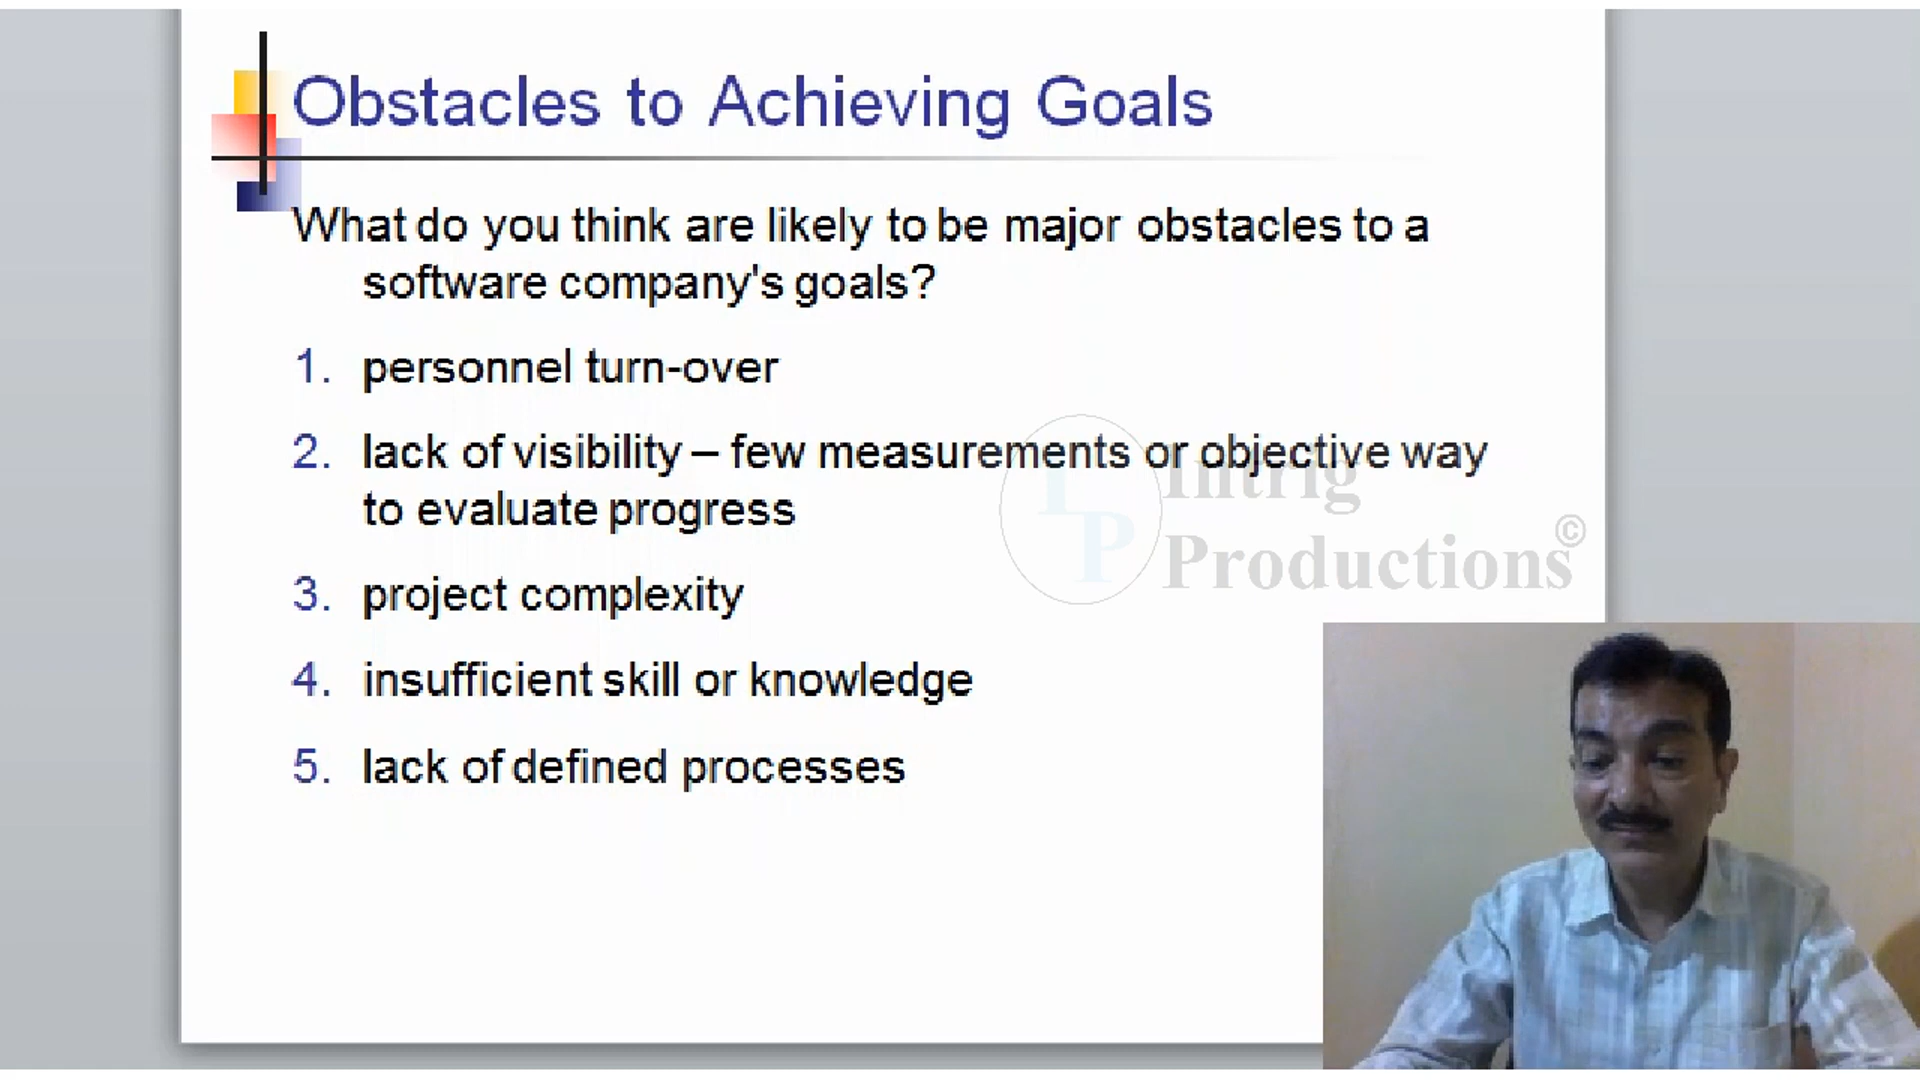 Obstacles to Achieving Goals
What do you think are likely to be major obstacles to a
software company's goals?
1. personnel turn-over
2. lack of visibility – few measurements or objective way
to evaluate progress
3. project complexity
4. insufficient skill or knowledge
5. lack of defined processes
I P
Intrig
Productions©